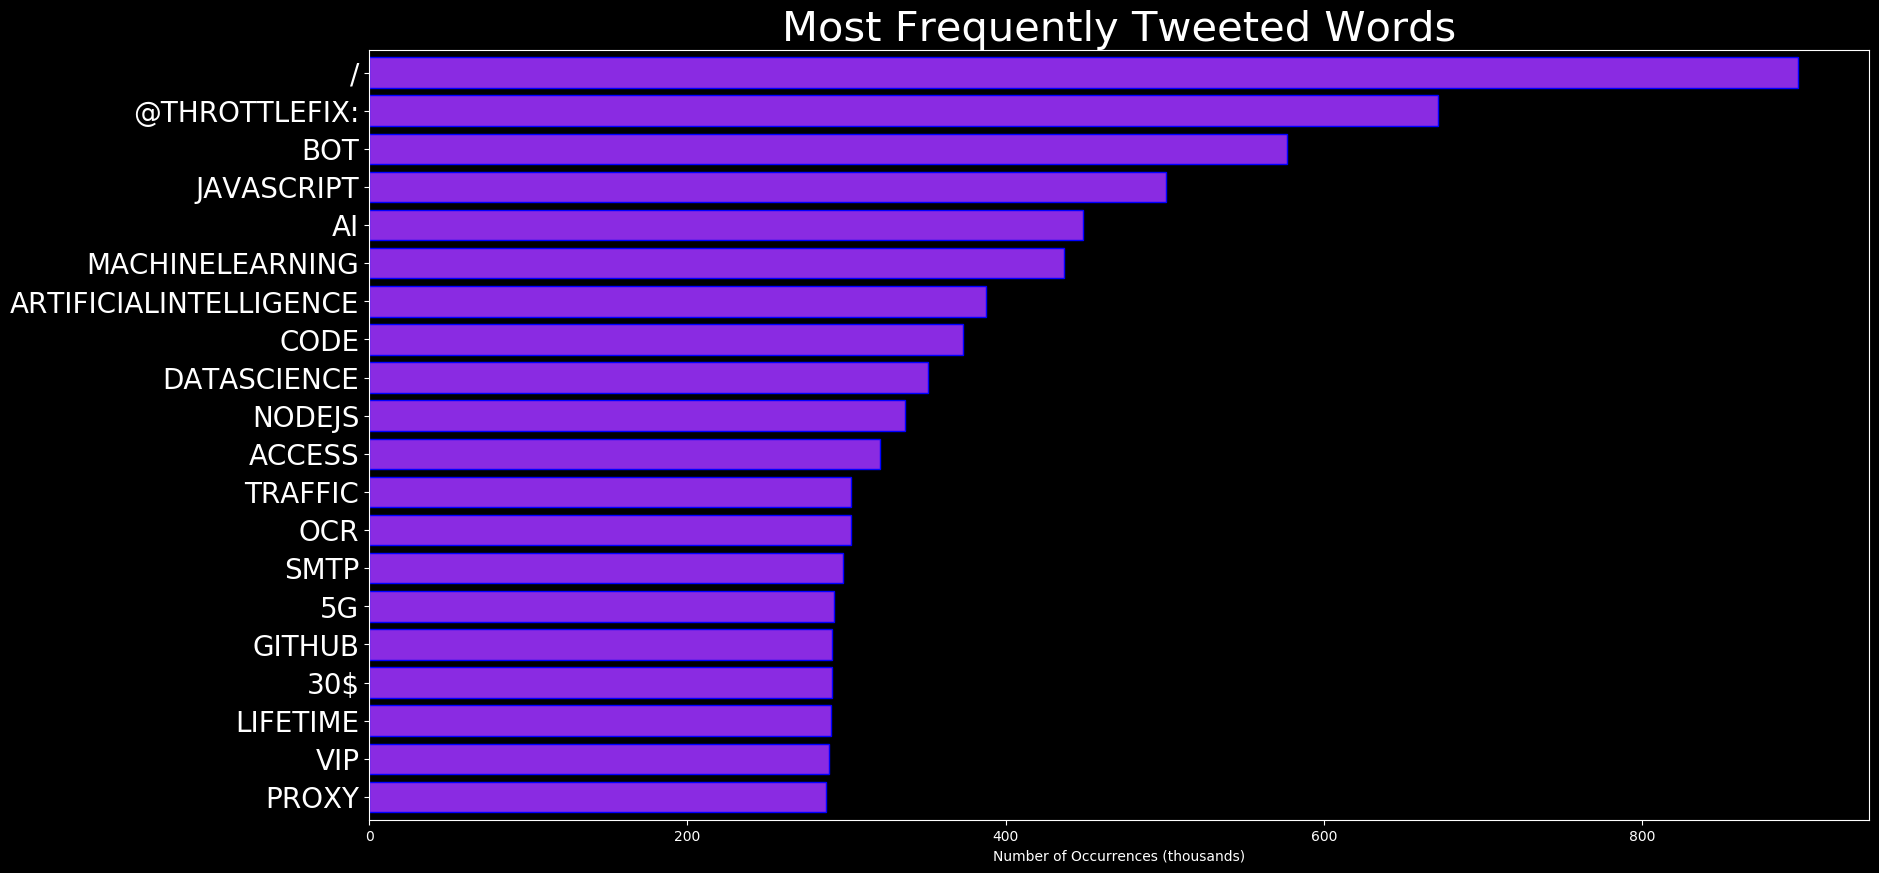 Most Frequently Tweeted Words
/
@THROTTLEFIX:
BOT
JAVASCRIPT
AI
MACHINELEARNING
ARTIFICIALINTELLIGENCE
CODE
DATASCIENCE
NODEJS
ACCESS
TRAFFIC
OCR
SMTP
5G
GITHUB
30$
LIFETIME
VIP
PROXY
0 200 400 600 800
Number of Occurrences (thousands)